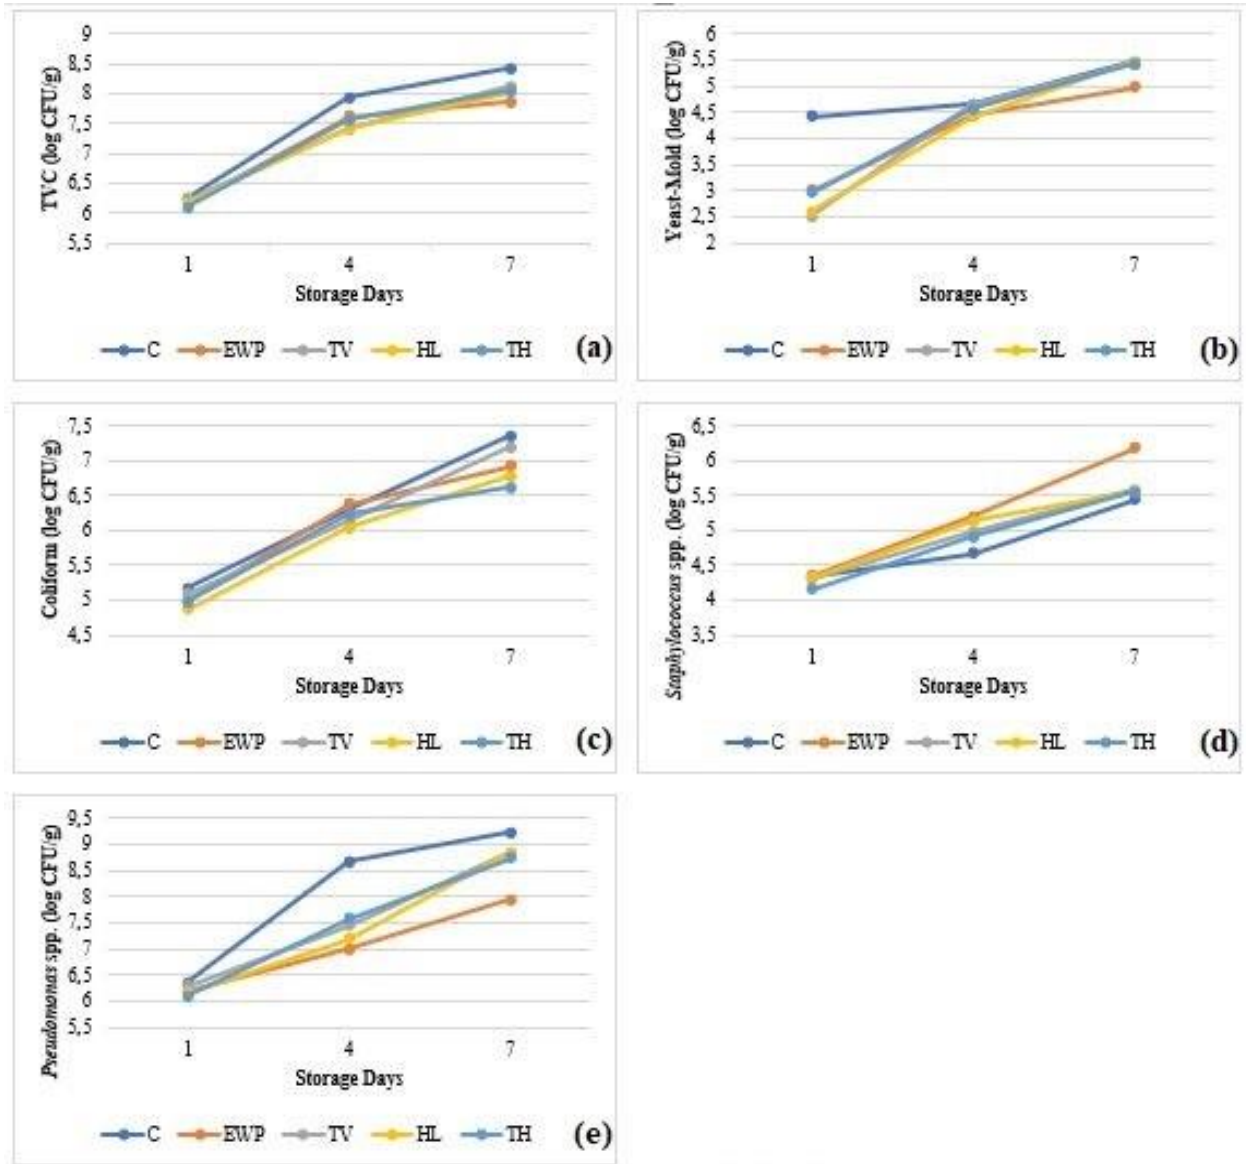 9
8,5
8
7,5
7
6,5
6
5,5
TVC (log CFU/g)
1 4 7
Storage Days
C EWP TV HL TH (a)
6
5,5
5
4,5
4
3,5
3
2,5
2
Yeast-Mold (log CFU/g)
1 4 7
Storage Days
C EWP TV HL TH (b)
7,5
7
6,5
6
5,5
5
4,5
Coliform (log CFU/g)
1 4 7
Storage Days
C EWP TV HL TH (c)
6,5
6
5,5
5
4,5
4
3,5
Staphylococcus spp. (log CFU/g)
1 4 7
Storage Days
C EWP TV HL TH (d)
9,5
9
8,5
8
7,5
7
6,5
6
5,5
Pseudomonas spp. (log CFU/g)
1 4 7
Storage Days
C EWP TV HL TH (e)